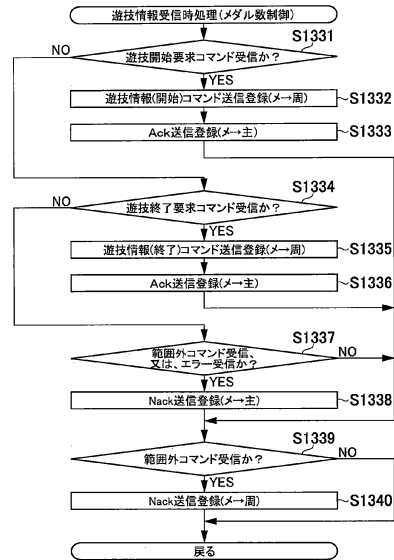 遊技情報受信時処理(メダル数制御)
S1331
遊技開始要求コマンド受信か?
NO
YES
遊技情報(開始)コマンド送信登録(メ→周)
S1332
Ack送信登録(メ→主)
S1333
S1334
遊技終了要求コマンド受信か?
NO
YES
遊技情報(終了)コマンド送信登録(メ→周)
S1335
Ack送信登録(メ→主)
S1336
S1337
範囲外コマンド受信、
又は、エラー受信か?
NO
YES
Nack送信登録(メ→主)
S1338
S1339
範囲外コマンド受信か?
NO
YES
Nack送信登録(メ→周)
S1340
戻る